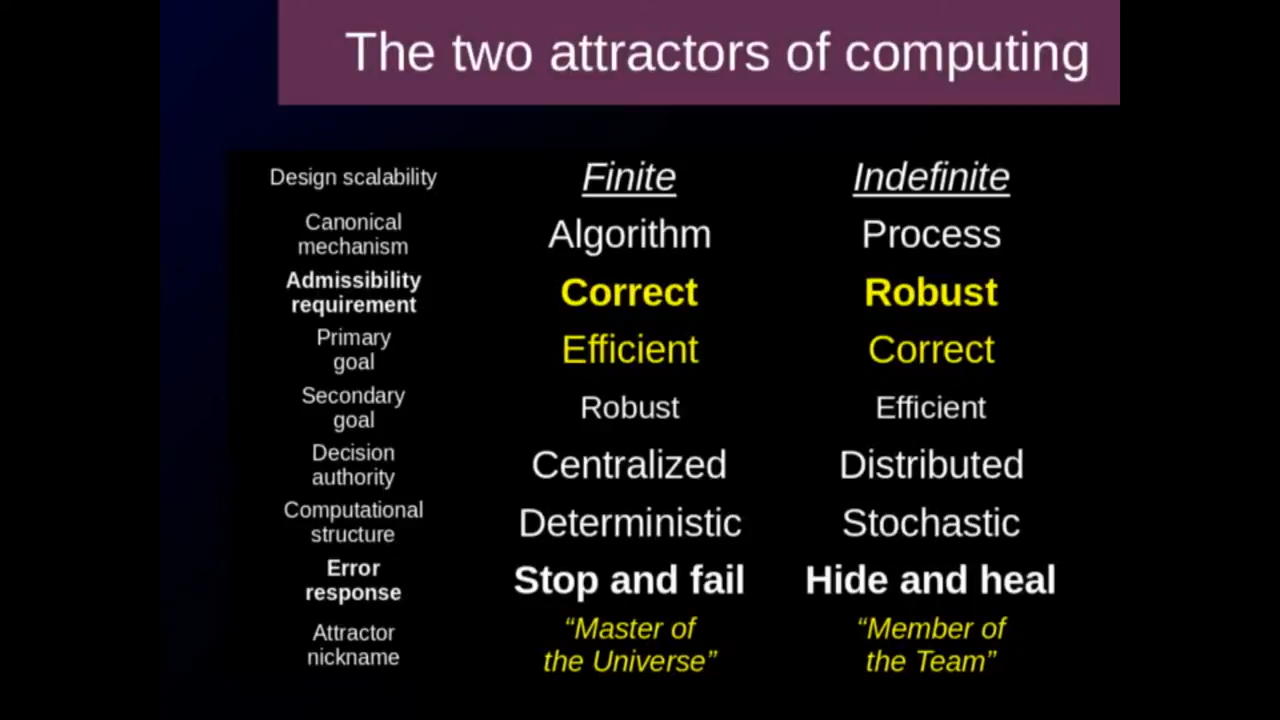 The two attractors of computing
Design scalability Finite Indefinite
Canonical
mechanism Algorithm Process
Admissibility
requirement Correct Robust
Primary
goal Efficient Correct
Secondary
goal Robust Efficient
Decision
authority Centralized Distributed
Computational
structure Deterministic Stochastic
Error
response Stop and fail Hide and heal
Attractor
nickname
“Master of
the Universe”
“Member of
the Team”